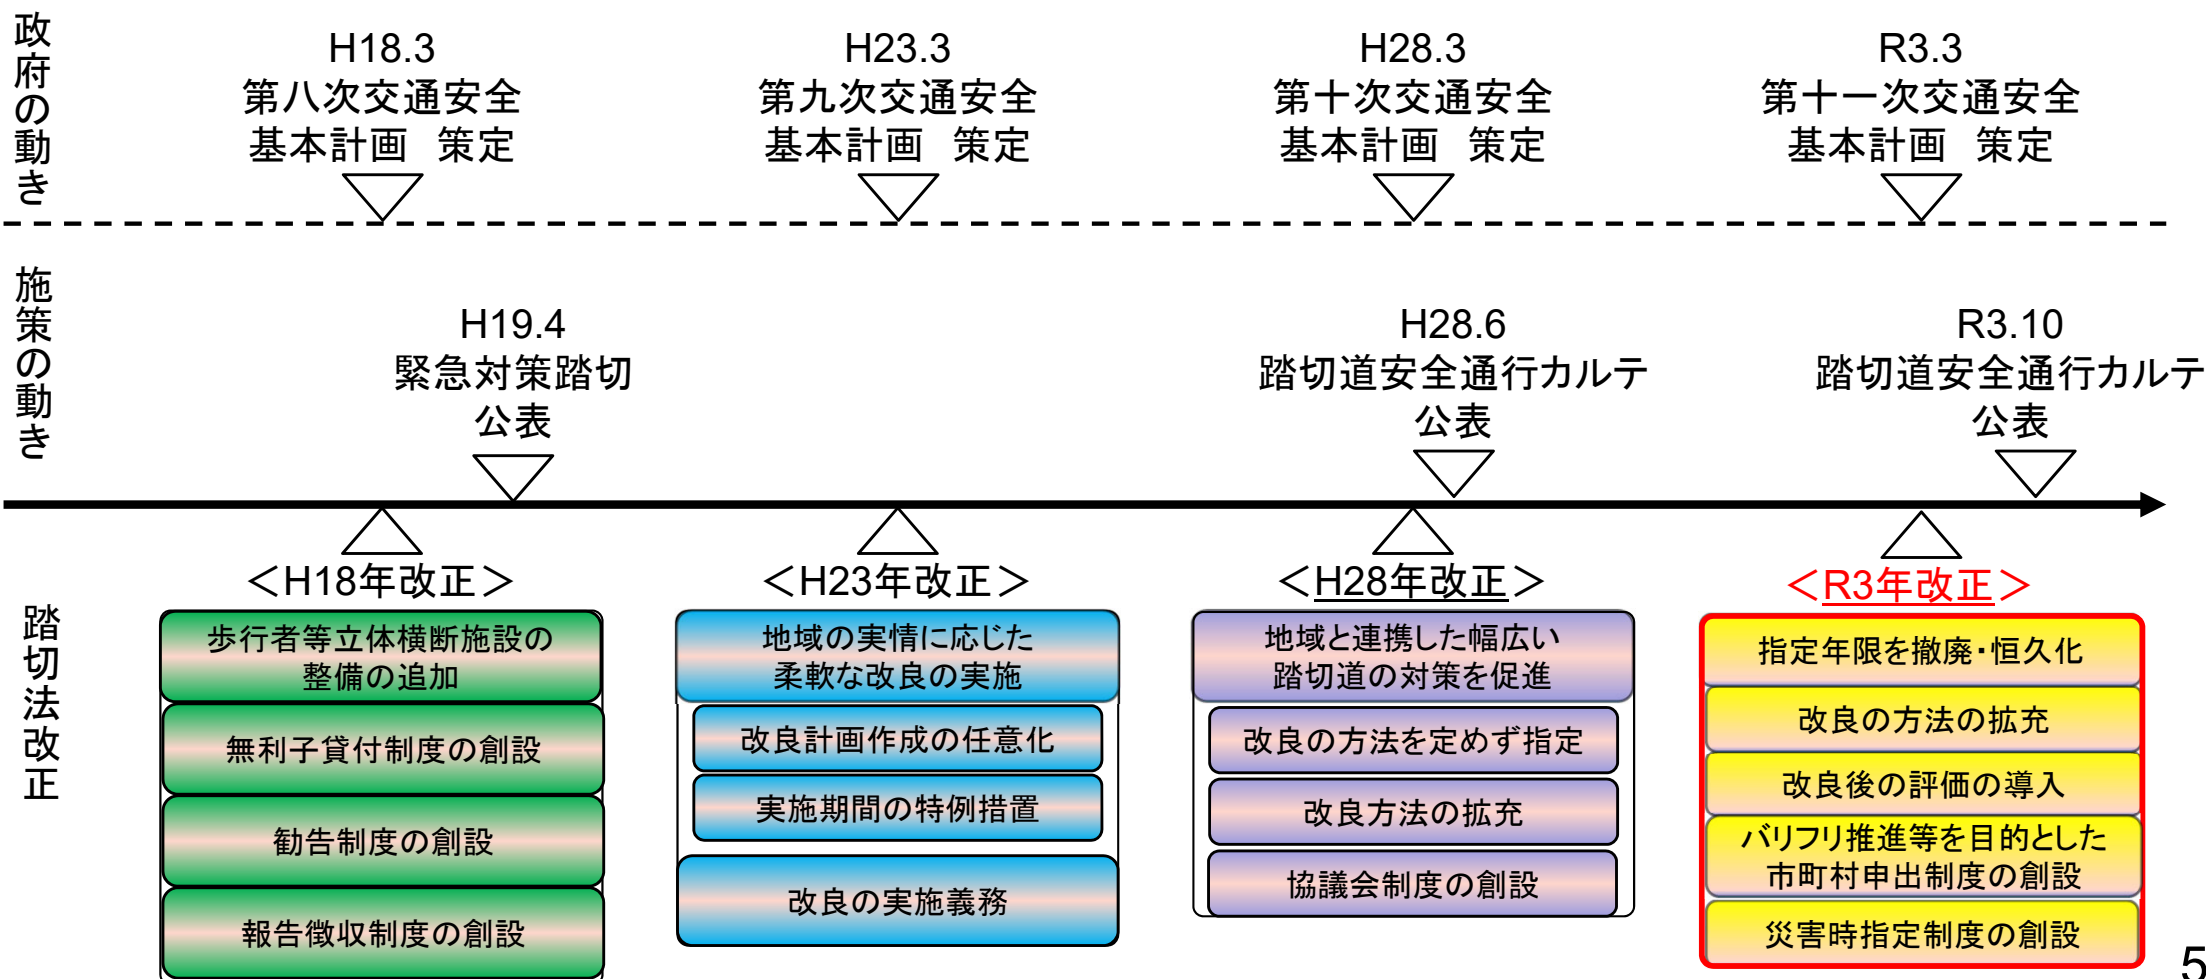 政府の動き
H18.3
第八次交通安全
基本計画　策定
H23.3
第九次交通安全
基本計画　策定
H28.3
第十次交通安全
基本計画　策定
R3.3
第十一次交通安全
基本計画　策定
施策の動き
H19.4
緊急対策踏切
公表
H28.6
踏切道安全通行カルテ
公表
R3.10
踏切道安全通行カルテ
公表
踏切法改正
＜H18年改正＞
歩行者等立体横断施設の
整備の追加
無利子貸付制度の創設
勧告制度の創設
報告徴収制度の創設
＜H23年改正＞
地域の実情に応じた
柔軟な改良の実施
改良計画作成の任意化
実施期間の特例措置
改良の実施義務
＜H28年改正＞
地域と連携した幅広い
踏切道の対策を促進
改良の方法を定めず指定
改良方法の拡充
協議会制度の創設
＜R3年改正＞
指定年限を撤廃・恒久化
改良の方法の拡充
改良後の評価の導入
バリフリ推進等を目的とした
市町村申出制度の創設
災害時指定制度の創設
5